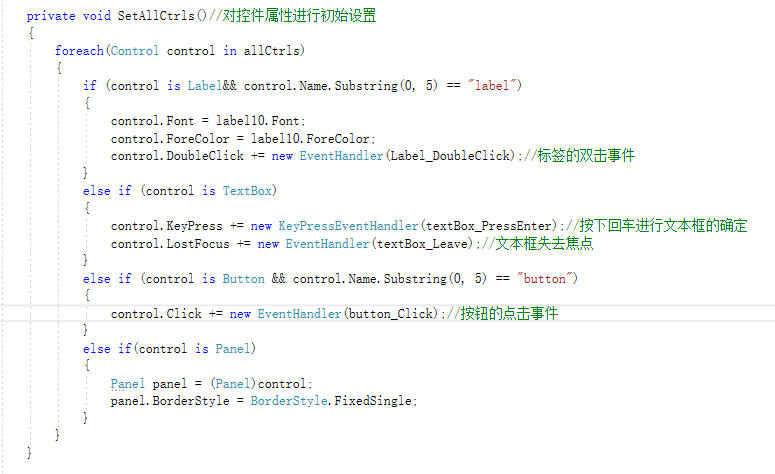 private void SetAllCtrls()//对控件属性进行初始设置
{
    foreach(Control control in allCtrls)
    {
        if (control is Label&& control.Name.Substring(0, 5) == "label")
        {
            control.Font = label10.Font;
            control.ForeColor = label10.ForeColor;
            control.DoubleClick += new EventHandler(Label_DoubleClick);//标签的双击事件
        }
        else if (control is TextBox)
        {
            control.KeyPress += new KeyPressEventHandler(textBox_PressEnter);//按下回车进行文本框的确定
            control.LostFocus += new EventHandler(textBox_Leave);//文本框失去焦点
        }
        else if (control is Button && control.Name.Substring(0, 5) == "button")
        {
            control.Click += new EventHandler(button_Click);//按钮的点击事件
        }
        else if(control is Panel)
        {
            Panel panel = (Panel)control;
            panel.BorderStyle = BorderStyle.FixedSingle;
        }
    }
}